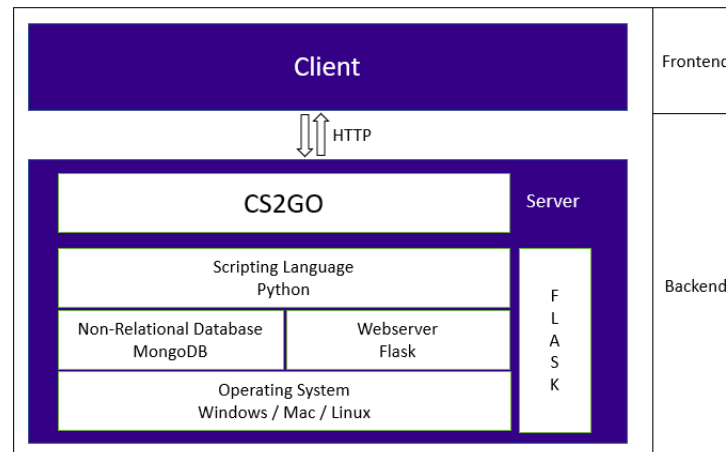 Client
Frontend
HTTP
CS2GO
Server
Scripting Language
Python
Non-Relational Database
MongoDB
Webserver
Flask
Operating System
Windows / Mac / Linux
F
L
A
S
K
Backend